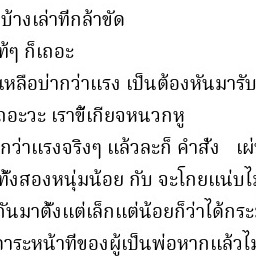 บ้างเล่าที่กล้าขัด
ท้ๆ ก็เถอะ
หลือบ่ากว่าแรง เป็นต้องหันมารับ
ถอะวะ เราขี้เกียจหนวกหู
กว่าแรงจริงๆ แล้วละก็ คำสั่ง เผ่
ทั้งสองหนุ่มน้อย กับ จะโกยแน่บไม่
กันมาตั้งแต่เล็กแต่น้อยก็ว่าได้กระ
ภาระหน้าที่ของผู้เป็นพ่อหากแล้วไม่